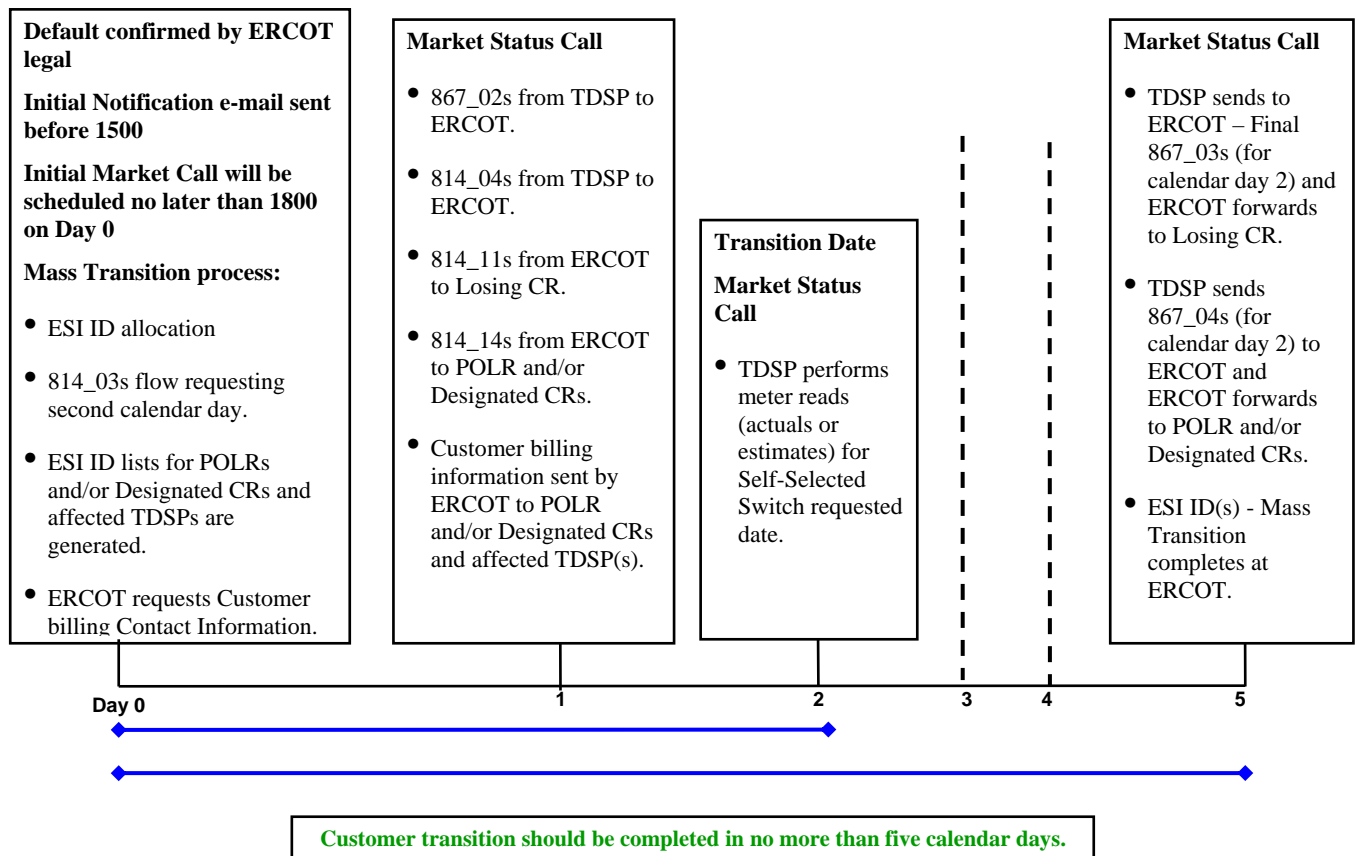 Default confirmed by ERCOT
legal
Initial Notification e-mail sent
before 1500
Initial Market Call will be
scheduled no later than 1800
on Day 0
Mass Transition process:
• ESI ID allocation
• 814_03s flow requesting
second calendar day.
• ESI ID lists for POLRs
and/or Designated CRs and
affected TDSPs are
generated.
• ERCOT requests Customer
billing Contact Information.
Market Status Call
• 867_02s from TDSP to
ERCOT.
• 814_04s from TDSP to
ERCOT.
• 814_11s from ERCOT
to Losing CR.
• 814_14s from ERCOT
to POLR and/or
Designated CRs.
• Customer billing
information sent by
ERCOT to POLR
and/or Designated CRs
and affected TDSP(s).
Transition Date
Market Status
Call
• TDSP performs
meter reads
(actuals or
estimates) for
Self-Selected
Switch requested
date.
Market Status Call
• TDSP sends to
ERCOT – Final
867_03s (for
calendar day 2) and
ERCOT forwards
to Losing CR.
• TDSP sends
867_04s (for
calendar day 2) to
ERCOT and
ERCOT forwards
to POLR and/or
Designated CRs.
• ESI ID(s) - Mass
Transition
completes at
ERCOT.
Day 0
1
2
3
4
5
Customer transition should be completed in no more than five calendar days.